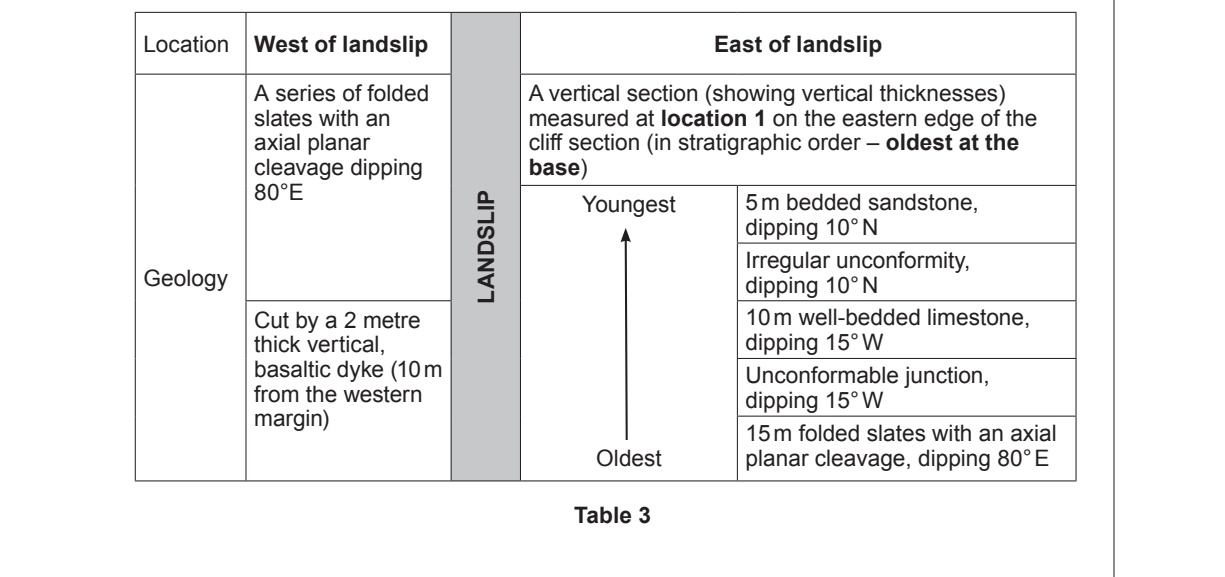 Location
West of landslip
LANDSLIP
East of landslip
Geology
A series of folded
slates with an
axial planar
cleavage dipping
80°E
Cut by a 2 metre
thick vertical,
basaltic dyke (10 m
from the western
margin)
A vertical section (showing vertical thicknesses)
measured at location 1 on the eastern edge of the
cliff section (in stratigraphic order – oldest at the
base)
Youngest
Oldest
5 m bedded sandstone,
dipping 10° N
Irregular unconformity,
dipping 10° N
10 m well-bedded limestone,
dipping 15° W
Unconformable junction,
dipping 15° W
15 m folded slates with an axial
planar cleavage, dipping 80° E
Table 3